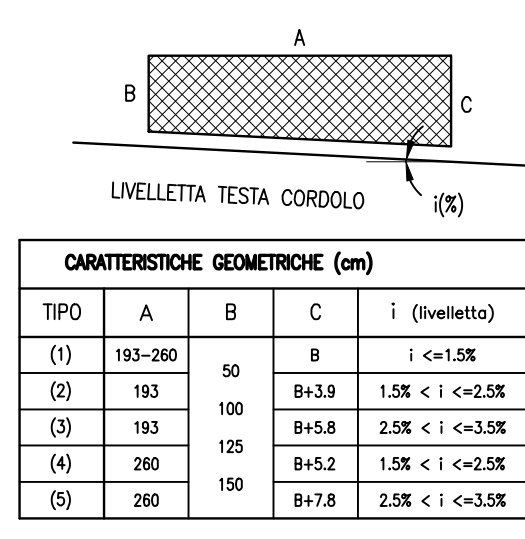 A
B
C
LIVELLETTA TESTA CORDOLO
i(%)
CARATTERISTICHE GEOMETRICHE (cm)
TIPO A B C i (livelletta)
(1) 193-260 B i <=1.5%
50
(2) 193 B+3.9 1.5% < i <=2.5%
100
(3) 193 B+5.8 2.5% < i <=3.5%
125
(4) 260 B+5.2 1.5% < i <=2.5%
150
(5) 260 B+7.8 2.5% < i <=3.5%